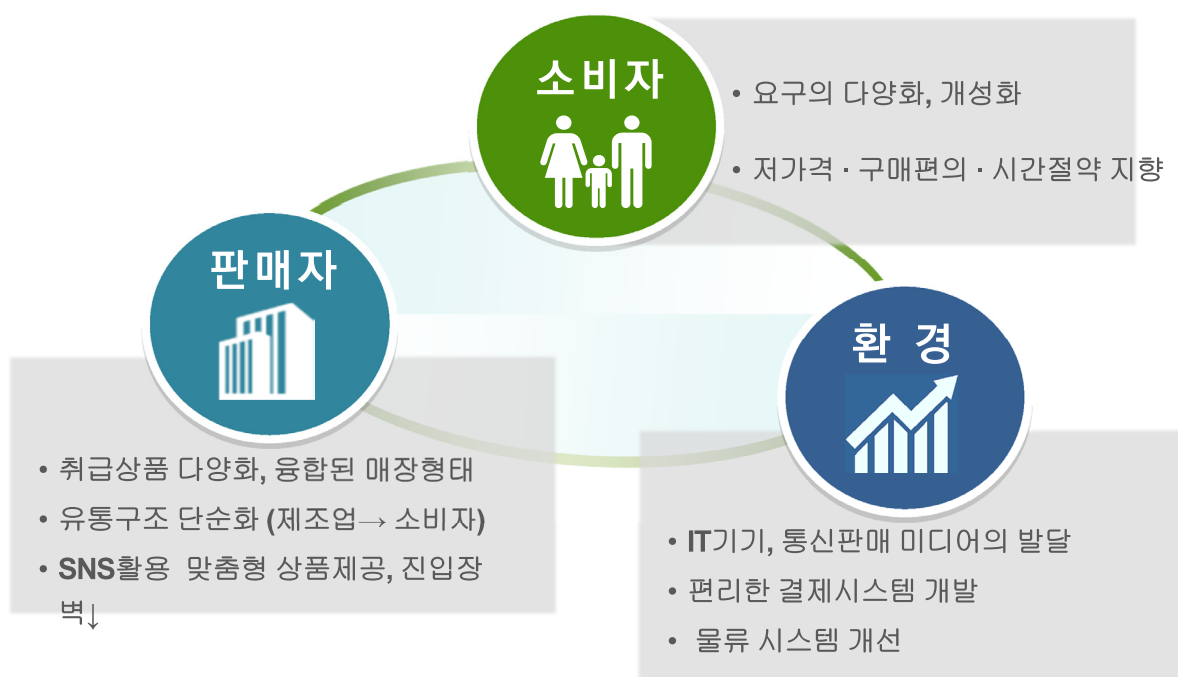 소비자
• 요구의 다양화, 개성화
• 저가격 · 구매편의 · 시간절약 지향
판매자
• 취급상품 다양화, 융합된 매장형태
• 유통구조 단순화 (제조업→ 소비자)
• SNS활용 맞춤형 상품제공, 진입장
벽↓
환 경
• IT기기, 통신판매 미디어의 발달
• 편리한 결제시스템 개발
• 물류 시스템 개선